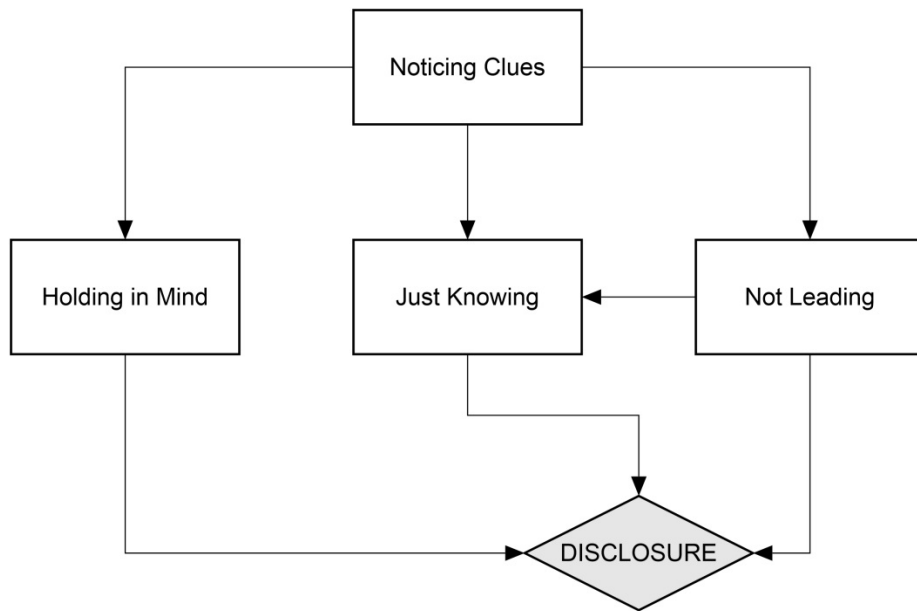 Noticing Clues
Holding in Mind
Just Knowing
Not Leading
DISCLOSURE